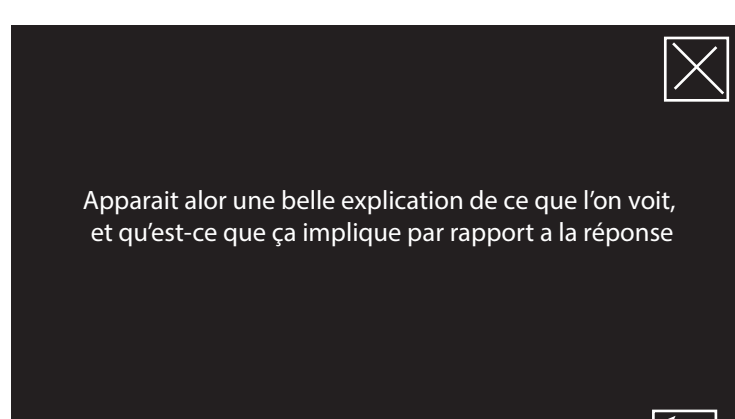 Apparait alor une belle explication de ce que l'on voit,
et qu'est-ce que ça implique par rapport a la réponse